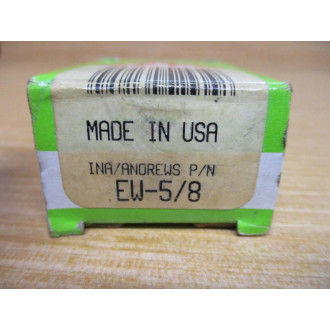 MADE IN USA
INA/ANDREWS P/N
EW-5/8